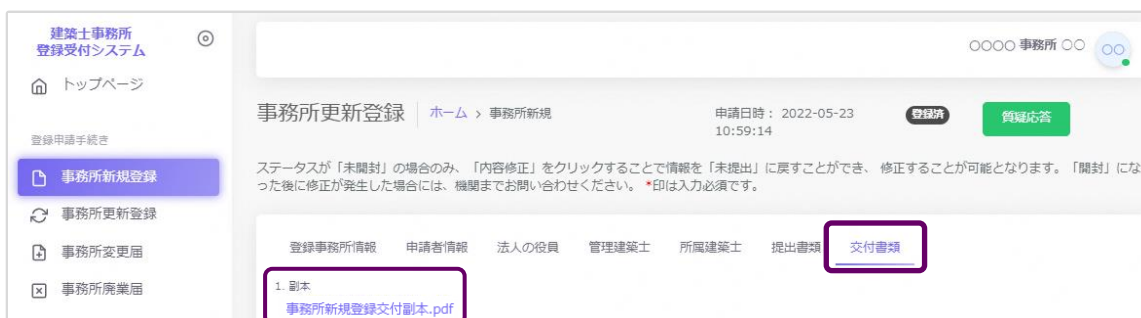 建築士事務所
登録受付システム
○○○○ 事務所 ○○
○○
トップページ
事務所更新登録
ホーム > 事務所新規
申請日時： 2022-05-23
10:59:14
登録済
質疑応答
登録申請手続き
ステータスが「未開封」の場合のみ、「内容修正」をクリックすることで情報を「未提出」に戻すことができ、 修正することが可能となります。「開封」にな
った後に修正が発生した場合には、機関までお問い合わせください。 *印は入力必須です。
事務所新規登録
事務所更新登録
事務所変更届
事務所廃業届
登録事務所情報
申請者情報
法人の役員
管理建築士
所属建築士
提出書類
交付書類
1. 副本
事務所新規登録交付副本.pdf